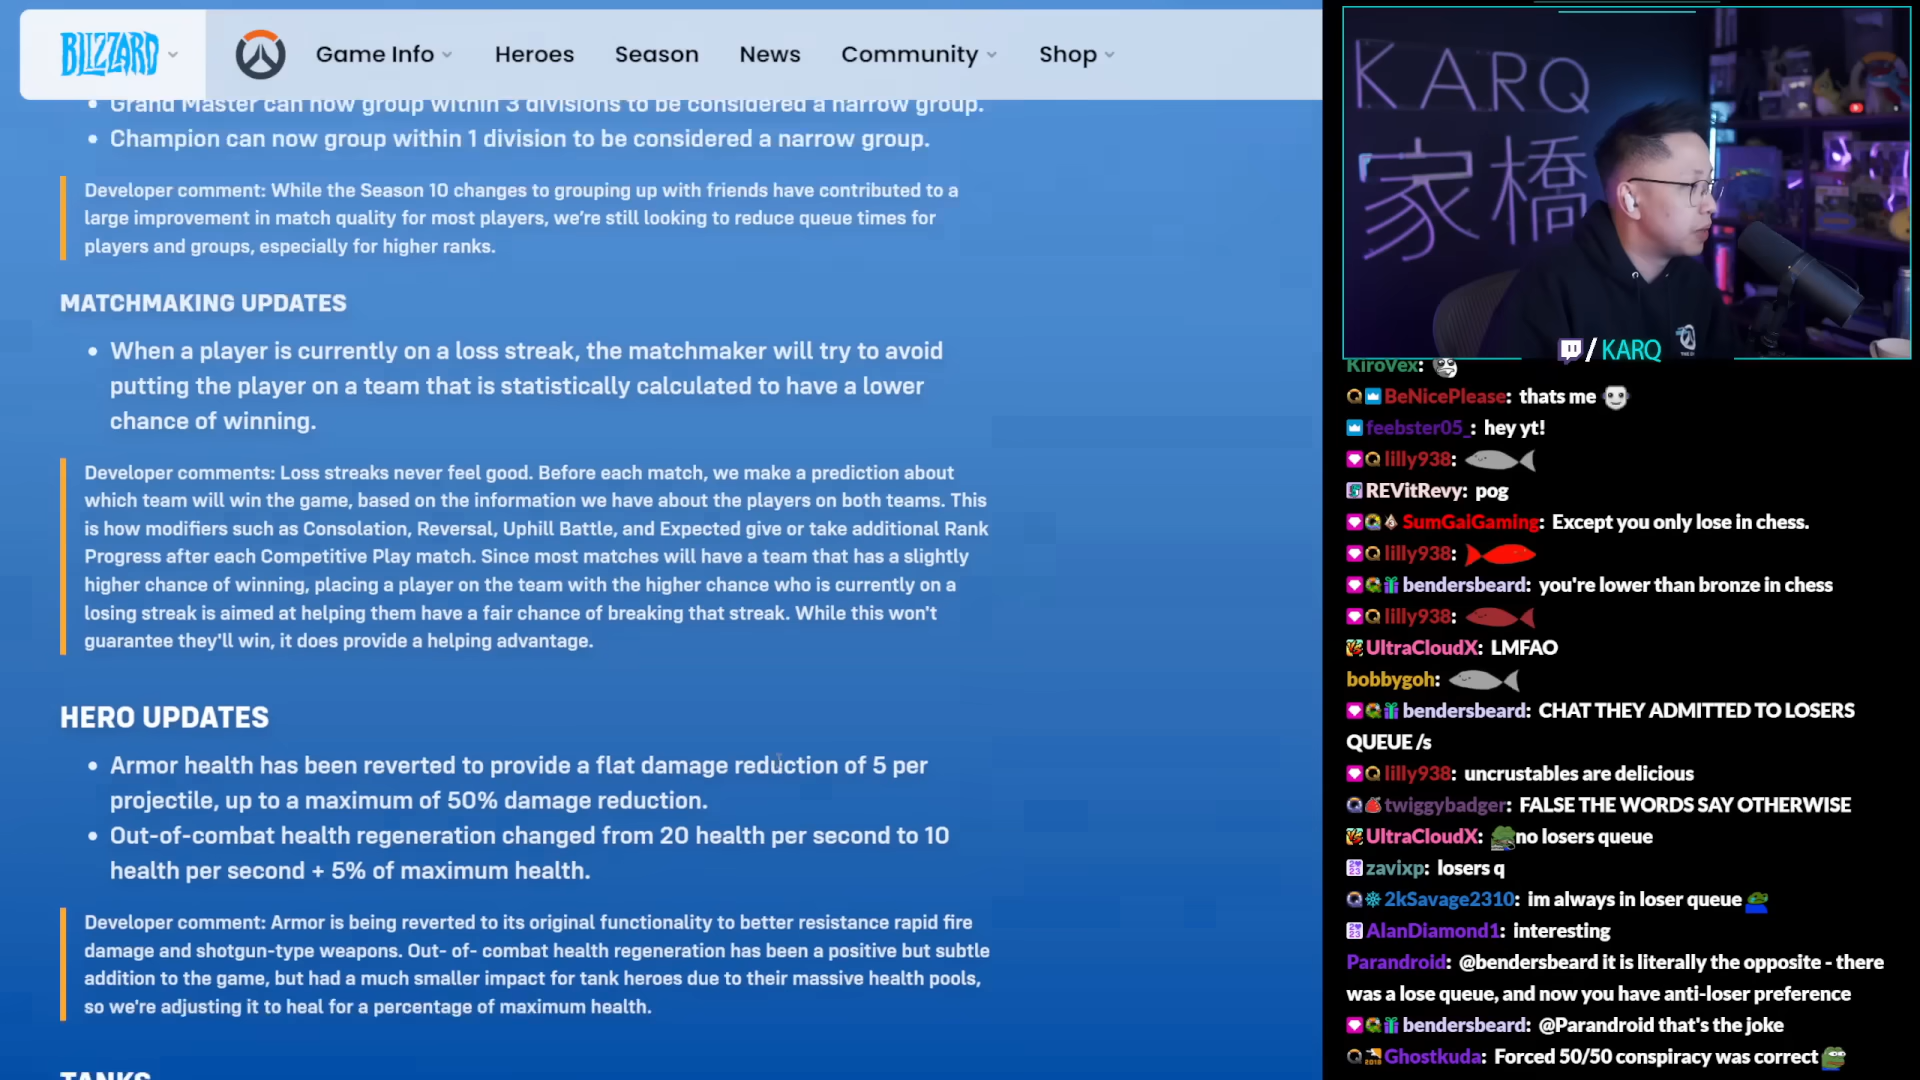 BLIZZARD
Game Info
Heroes
Season
News
Community
Shop
Grand Master can now group within 3 divisions to be considered a narrow group.
Champion can now group within 1 division to be considered a narrow group.
Developer comment: While the Season 10 changes to grouping up with friends have contributed to a
large improvement in match quality for most players, we’re still looking to reduce queue times for
players and groups, especially for higher ranks.
MATCHMAKING UPDATES
When a player is currently on a loss streak, the matchmaker will try to avoid
putting the player on a team that is statistically calculated to have a lower
chance of winning.
Developer comments: Loss streaks never feel good. Before each match, we make a prediction about
which team will win the game, based on the information we have about the players on both teams. This
is how modifiers such as Consolation, Reversal, Uphill Battle, and Expected give or take additional Rank
Progress after each Competitive Play match. Since most matches will have a team that has a slightly
higher chance of winning, placing a player on the team with the higher chance who is currently on a
losing streak is aimed at helping them have a fair chance of breaking that streak. While this won't
guarantee they'll win, it does provide a helping advantage.
HERO UPDATES
Armor health has been reverted to provide a flat damage reduction of 5 per
projectile, up to a maximum of 50% damage reduction.
Out-of-combat health regeneration changed from 20 health per second to 10
health per second + 5% of maximum health.
Developer comment: Armor is being reverted to its original functionality to better resistance rapid fire
damage and shotgun-type weapons. Out- of- combat health regeneration has been a positive but subtle
addition to the game, but had a much smaller impact for tank heroes due to their massive health pools,
so we're adjusting it to heal for a percentage of maximum health.
TANKS
KARQ
家橋
/ KARQ
KiroVex:
BeNicePlease: thats me
feebster05_: hey yt!
lilly938:
REVitRevy: pog
SumGaiGaming: Except you only lose in chess.
lilly938:
bendersbeard: you're lower than bronze in chess
lilly938:
UltraCloudX: LMFAO
bobbygoh:
bendersbeard: CHAT THEY ADMITTED TO LOSERS
QUEUE /s
lilly938: uncrustables are delicious
twiggybadger: FALSE THE WORDS SAY OTHERWISE
UltraCloudX: no losers queue
zavixp: losers q
2kSavage2310: im always in loser queue
AlanDiamond1: interesting
Parandroid: @bendersbeard it is literally the opposite - there
was a lose queue, and now you have anti-loser preference
bendersbeard: @Parandroid that's the joke
Ghostkuda: Forced 50/50 conspiracy was correct